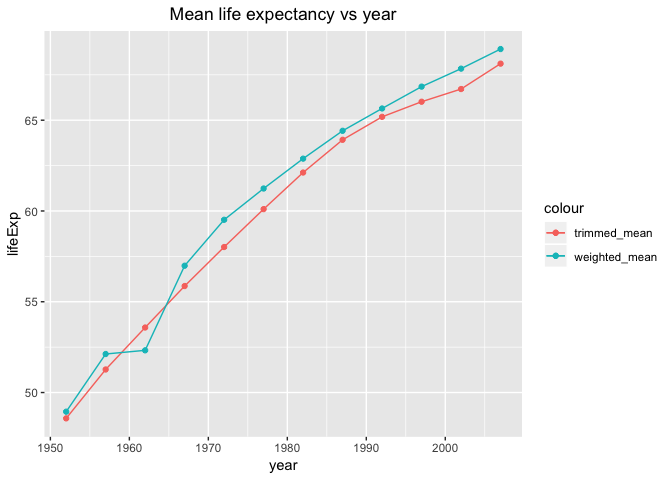 Mean life expectancy vs year
65
60
55
50
lifeExp
1950 1960 1970 1980 1990 2000
year
colour
trimmed_mean
weighted_mean